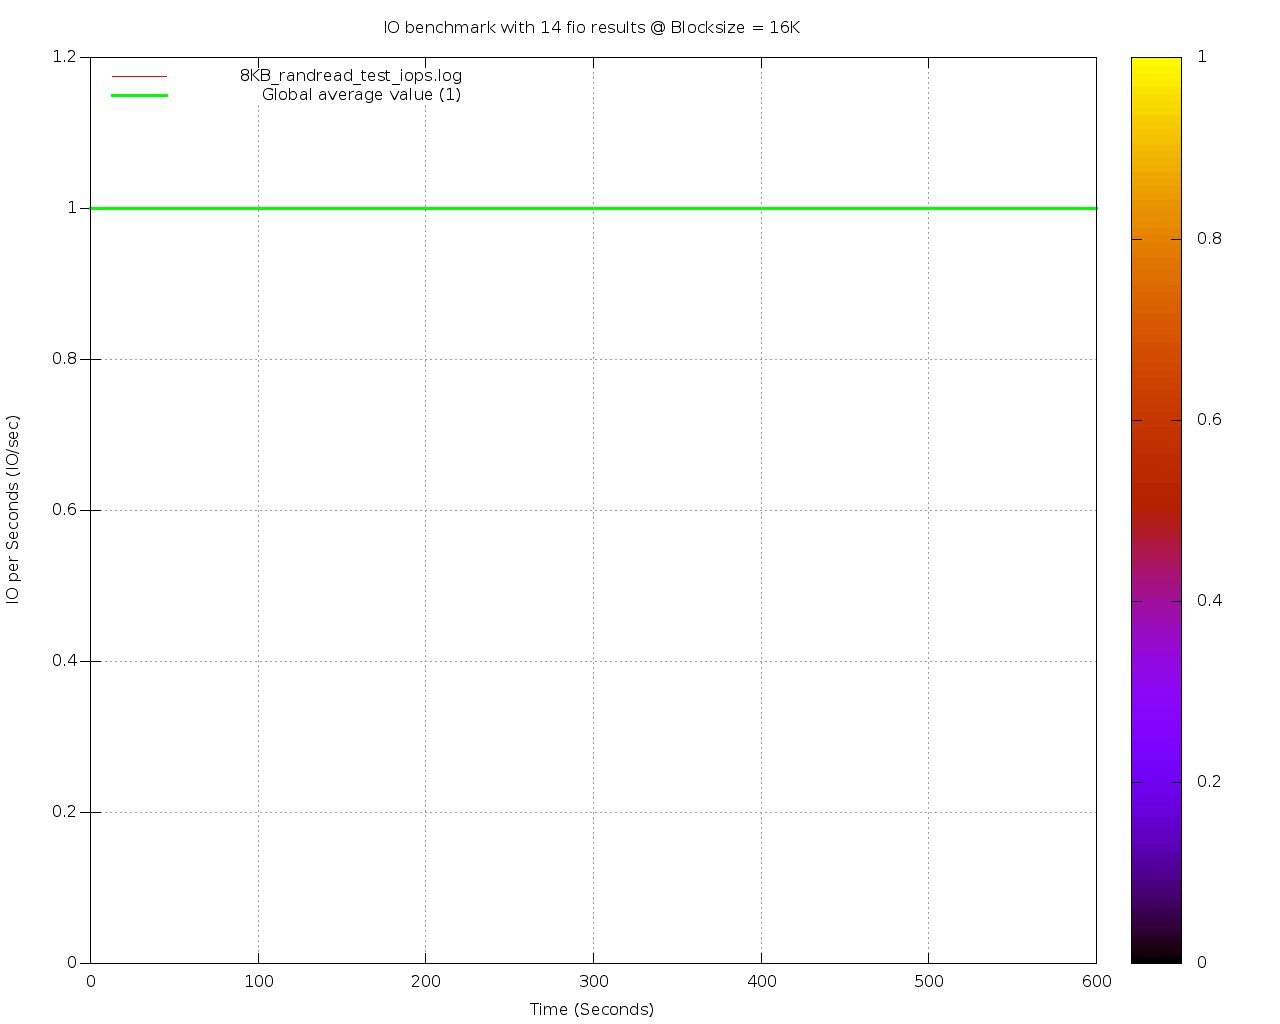 IO benchmark with 14 fio results @ Blocksize = 16K
8KB_randread_test_iops.log
Global average value (1)
1.2
1
0.8
0.6
0.4
0.2
0
IO per Seconds (IO/sec)
0 100 200 300 400 500 600
Time (Seconds)
1
0.8
0.6
0.4
0.2
0